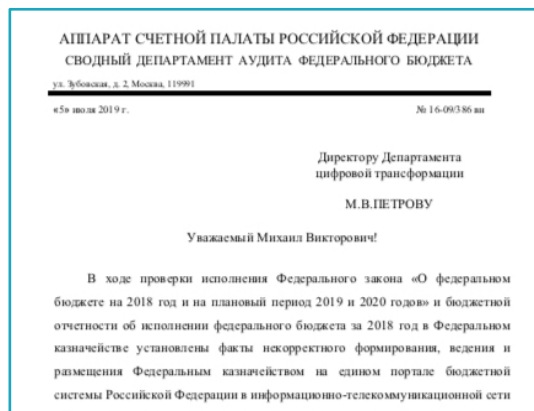 АППАРАТ СЧЕТНОЙ ПАЛАТЫ РОССИЙСКОЙ ФЕДЕРАЦИИ
СВОДНЫЙ ДЕПАРТАМЕНТ АУДИТА ФЕДЕРАЛЬНОГО БЮДЖЕТА
ул. Зубовская, д. 2, Москва, 119991
«5» июля 2019 г. № 16-09/386 вн
Директору Департамента
цифровой трансформации
М.В.ПЕТРОВУ
Уважаемый Михаил Викторович!
В ходе проверки исполнения Федерального закона «О федеральном
бюджете на 2018 год и на плановый период 2019 и 2020 годов» и бюджетной
отчетности об исполнении федерального бюджета за 2018 год в Федеральном
казначействе установлены факты некорректного формирования, ведения и
размещения Федеральным казначейством на едином портале бюджетной
системы Российской Федерации в информационно-телекоммуникационной сети